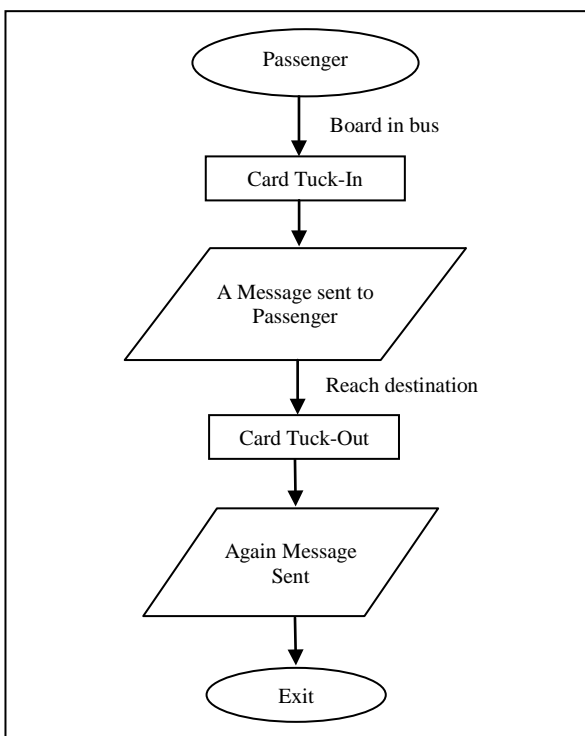 Passenger
Board in bus
Card Tuck-In
A Message sent to
Passenger
Reach destination
Card Tuck-Out
Again Message
Sent
Exit